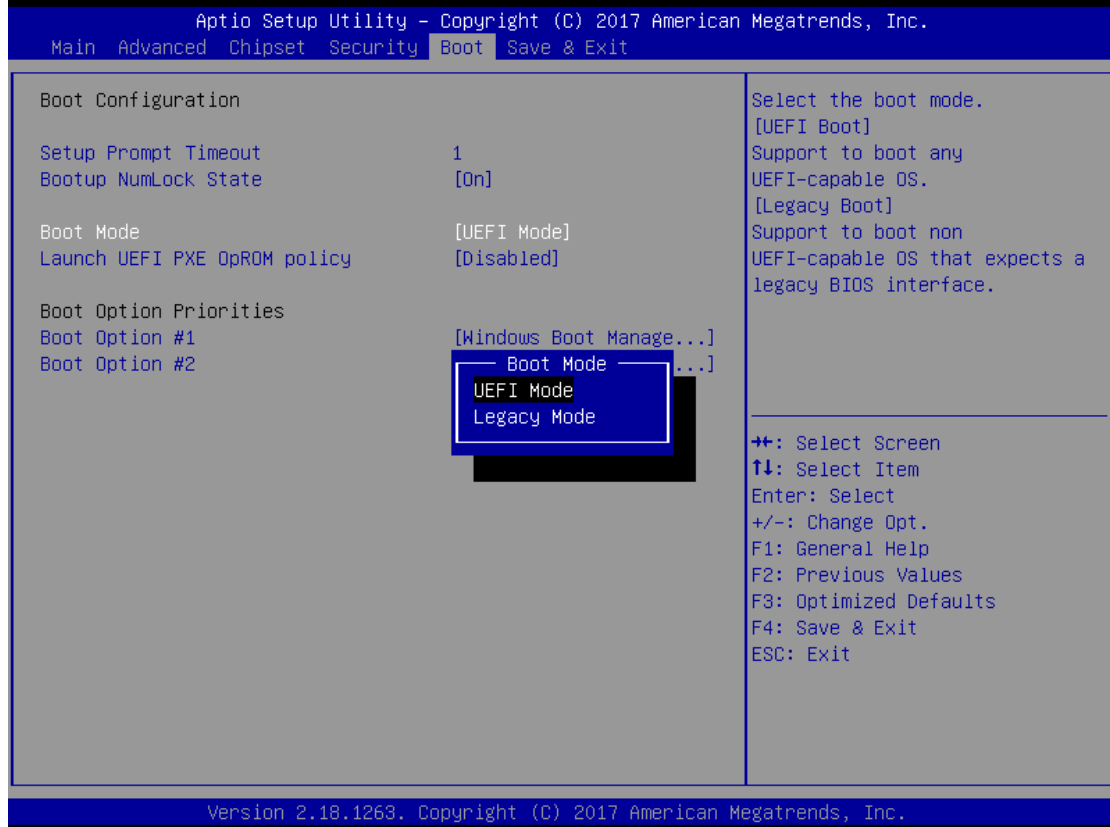 Aptio Setup Utility – Copyright (C) 2017 American Megatrends, Inc.
Main Advanced Chipset Security Boot Save & Exit
Boot Configuration
Setup Prompt Timeout 1
Bootup NumLock State [On]
Boot Mode [UEFI Mode]
Launch UEFI PXE OpROM policy [Disabled]
Boot Option Priorities
Boot Option #1 [Windows Boot Manage...]
Boot Option #2 ...]
Boot Mode
UEFI Mode
Legacy Mode
Select the boot mode.
[UEFI Boot]
Support to boot any
UEFI-capable OS.
[Legacy Boot]
Support to boot non
UEFI-capable OS that expects a
legacy BIOS interface.
→←: Select Screen
↑↓: Select Item
Enter: Select
+/-: Change Opt.
F1: General Help
F2: Previous Values
F3: Optimized Defaults
F4: Save & Exit
ESC: Exit
Version 2.18.1263. Copyright (C) 2017 American Megatrends, Inc.